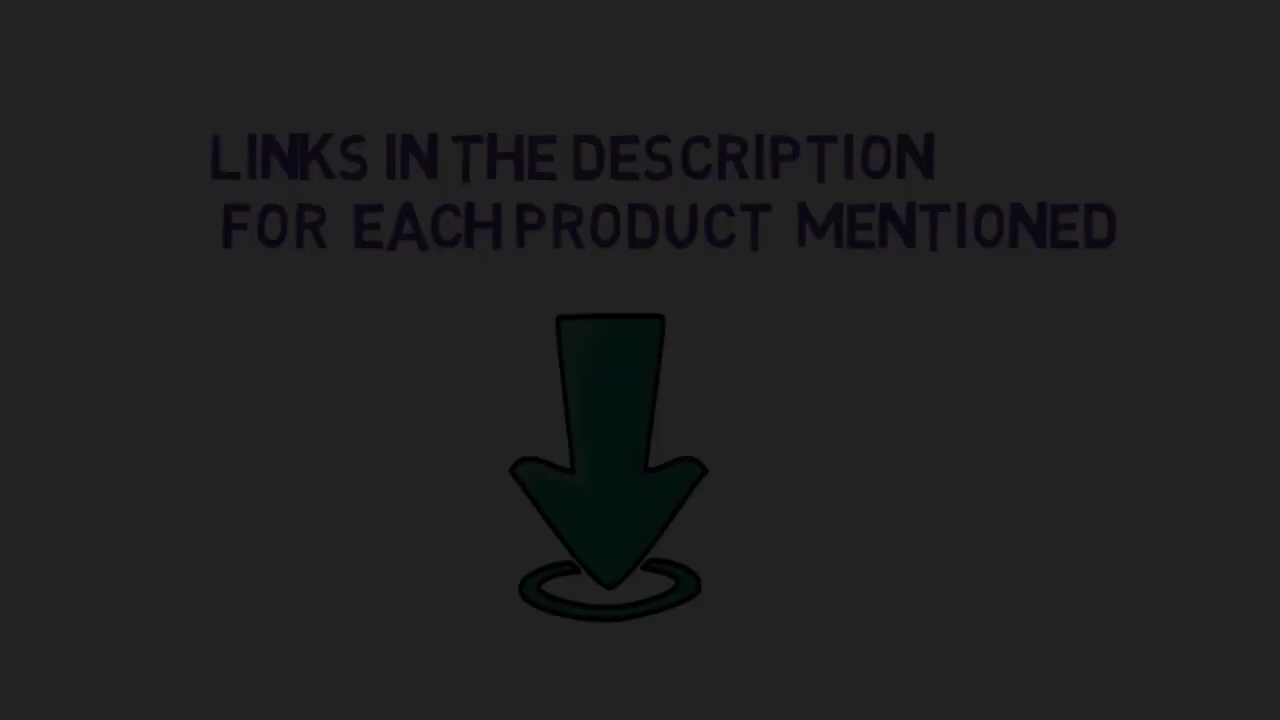 LINKS IN THE DESCRIPTION
FOR EACH PRODUCT MENTIONED